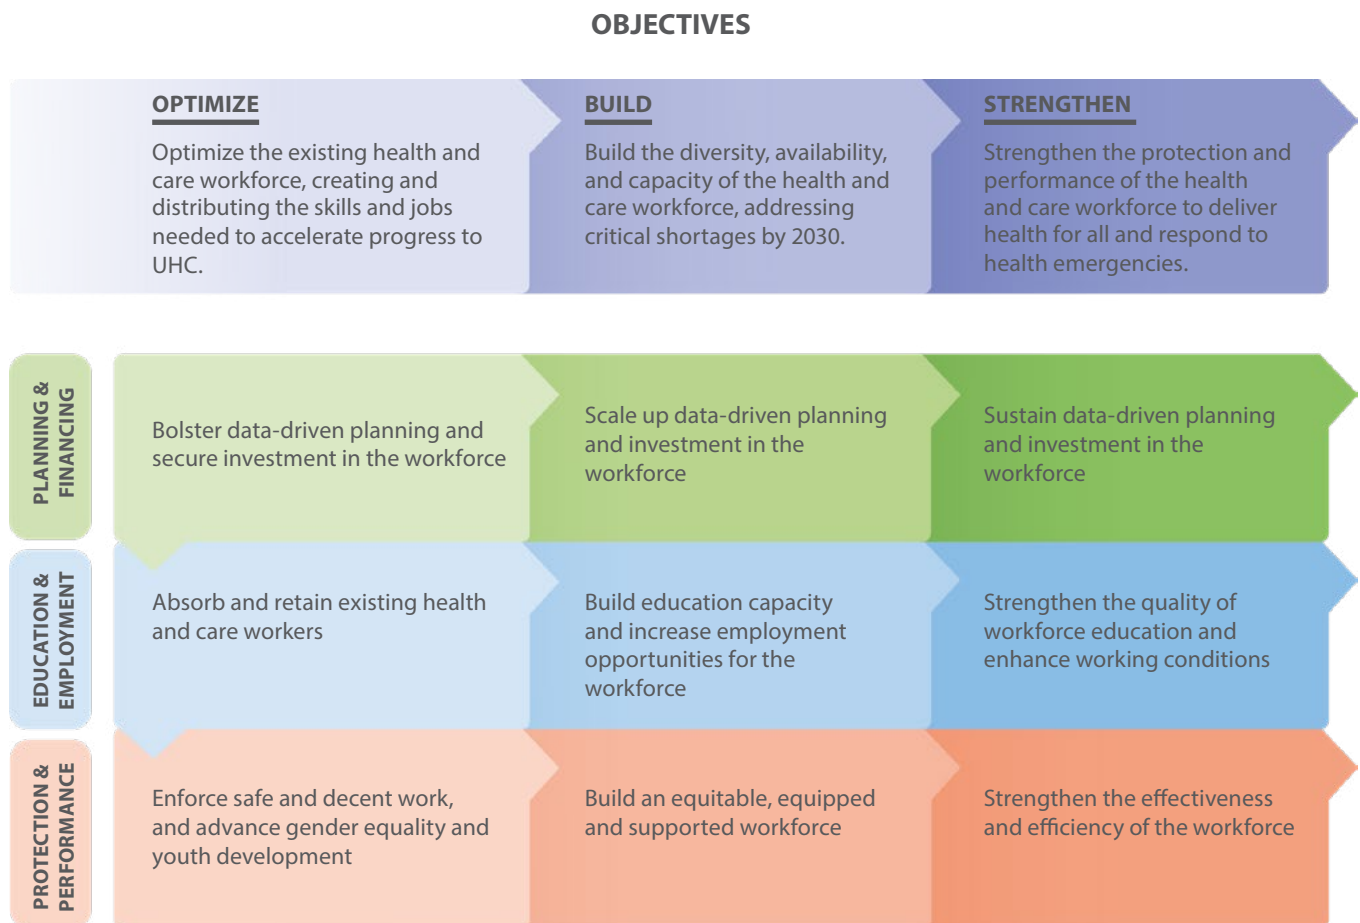 OBJECTIVES
OPTIMIZE
Optimize the existing health and
care workforce, creating and
distributing the skills and jobs
needed to accelerate progress to
UHC.
BUILD
Build the diversity, availability,
and capacity of the health and
care workforce, addressing
critical shortages by 2030.
STRENGTHEN
Strengthen the protection and
performance of the health
and care workforce to deliver
health for all and respond to
health emergencies.
PLANNING &
FINANCING
Bolster data-driven planning and
secure investment in the workforce
Scale up data-driven planning
and investment in the
workforce
Sustain data-driven planning
and investment in the
workforce
EDUCATION &
EMPLOYMENT
Absorb and retain existing health
and care workers
Build education capacity
and increase employment
opportunities for the
workforce
Strengthen the quality of
workforce education and
enhance working conditions
PROTECTION &
PERFORMANCE
Enforce safe and decent work,
and advance gender equality and
youth development
Build an equitable, equipped
and supported workforce
Strengthen the effectiveness
and efficiency of the workforce